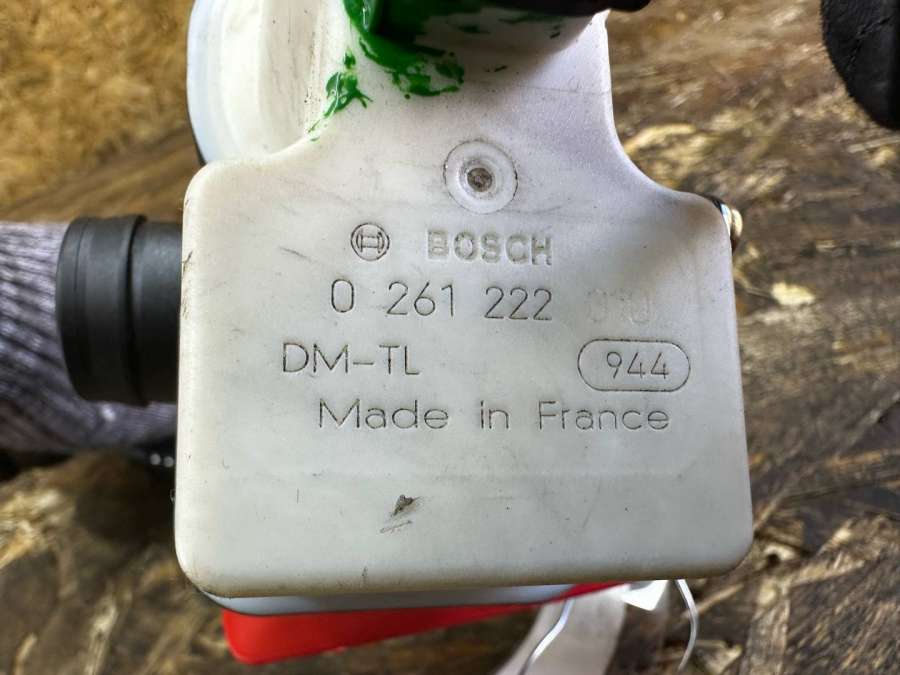 BOSCH
0 261 222
DM-TL 944
Made in France